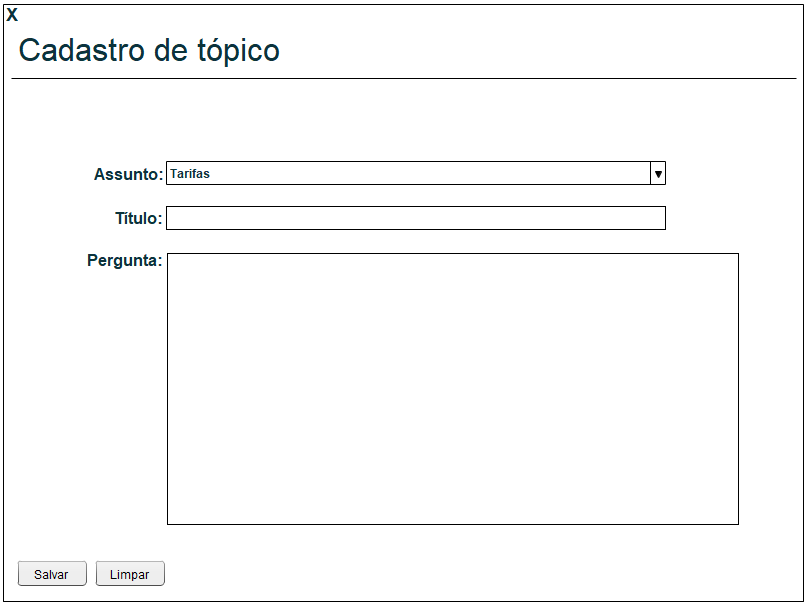 X
Cadastro de tópico
Assunto: Tarifas ▼
Título:
Pergunta:
Salvar Limpar